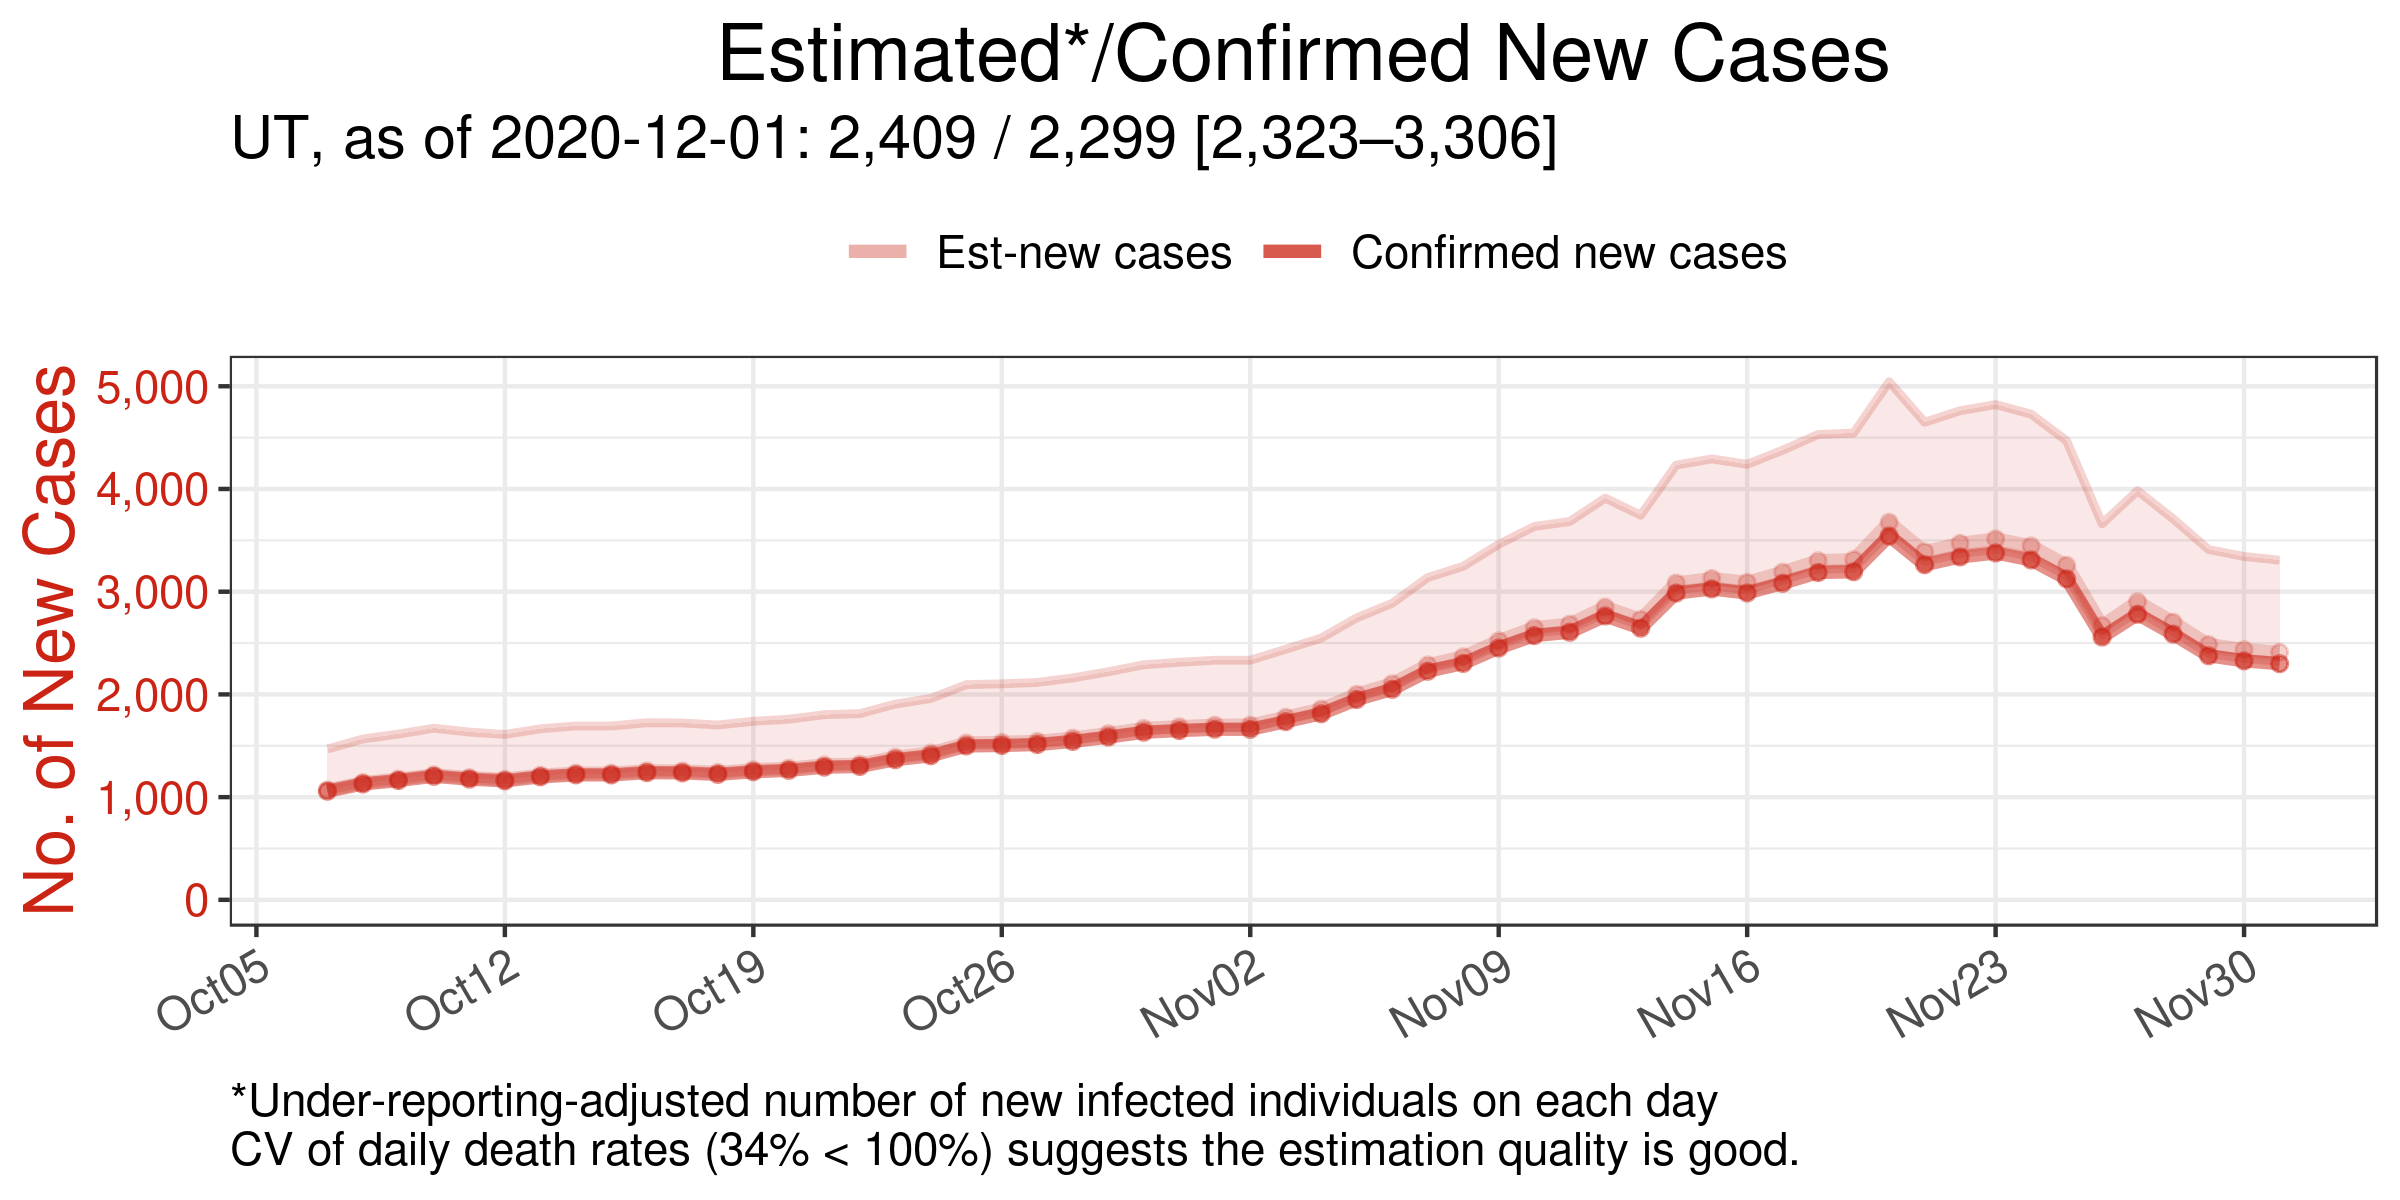 Estimated*/Confirmed New Cases
UT, as of 2020-12-01: 2,409 / 2,299 [2,323–3,306]
Est-new cases
Confirmed new cases
No. of New Cases
5,000
4,000
3,000
2,000
1,000
0
Oct05
Oct12
Oct19
Oct26
Nov02
Nov09
Nov16
Nov23
Nov30
*Under-reporting-adjusted number of new infected individuals on each day
CV of daily death rates (34% < 100%) suggests the estimation quality is good.